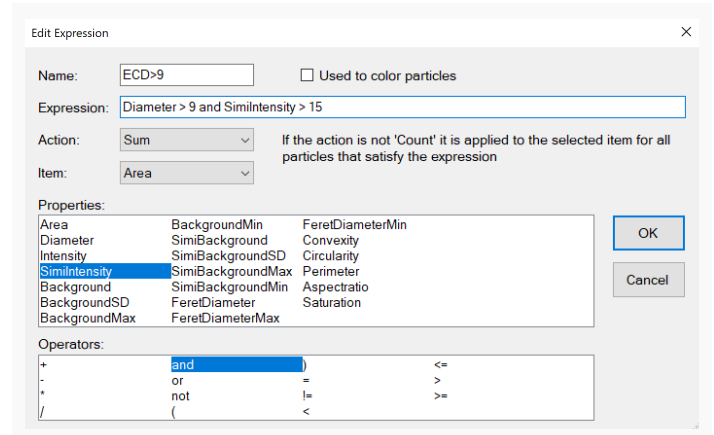 Edit Expression
Name: ECD>9 Used to color particles
Expression: Diameter > 9 and SimiIntensity > 15
Action: Sum If the action is not 'Count' it is applied to the selected item for all
particles that satisfy the expression
Item: Area
Properties:
Area BackgroundMin FeretDiameterMin
Diameter SimiBackground Convexity
Intensity SimiBackgroundSD Circularity
SimiIntensity SimiBackgroundMax Perimeter
Background SimiBackgroundMin Aspectratio
BackgroundSD FeretDiameter Saturation
BackgroundMax FeretDiameterMax
OK
Cancel
Operators:
+ and ) <=
- or = >
* not != >=
/ ( <